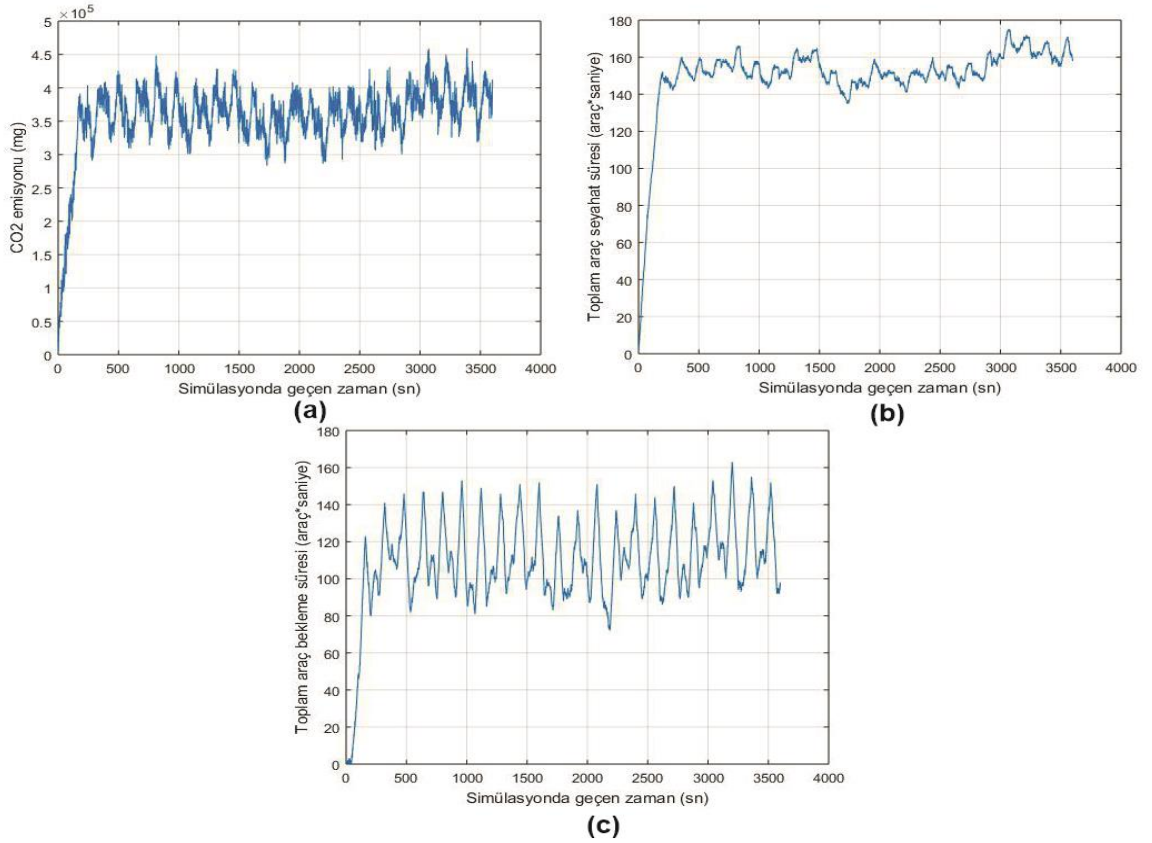 × 10⁵
5
4.5
4
3.5
3
2.5
2
1.5
1
0.5
0
CO2 emisyonu (mg)
0 500 1000 1500 2000 2500 3000 3500 4000
Simülasyonda geçen zaman (sn)
(a)
180
160
140
120
100
80
60
40
20
0
Toplam araç seyahat süresi (araç*saniye)
0 500 1000 1500 2000 2500 3000 3500 4000
Simülasyonda geçen zaman (sn)
(b)
180
160
140
120
100
80
60
40
20
0
Toplam araç bekleme süresi (araç*saniye)
0 500 1000 1500 2000 2500 3000 3500 4000
Simülasyonda geçen zaman (sn)
(c)